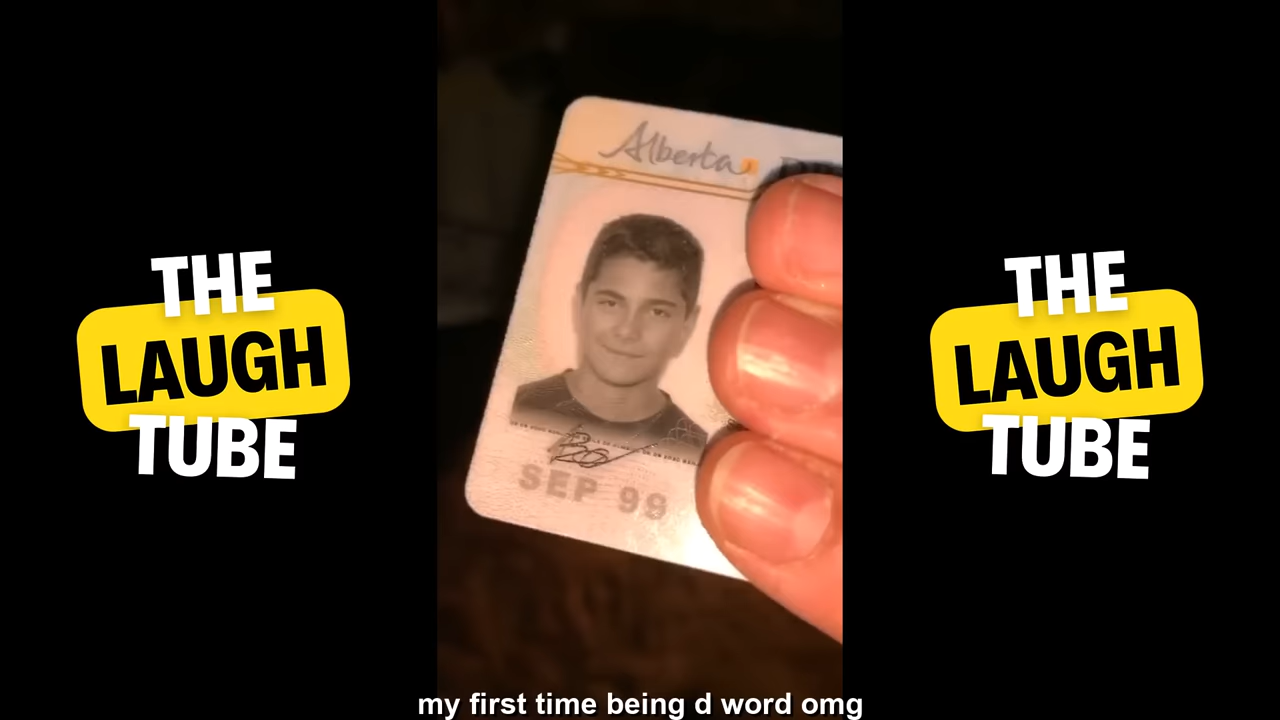 THE
LAUGH
TUBE
Alberta
SEP 99
THE
LAUGH
TUBE
my first time being d word omg